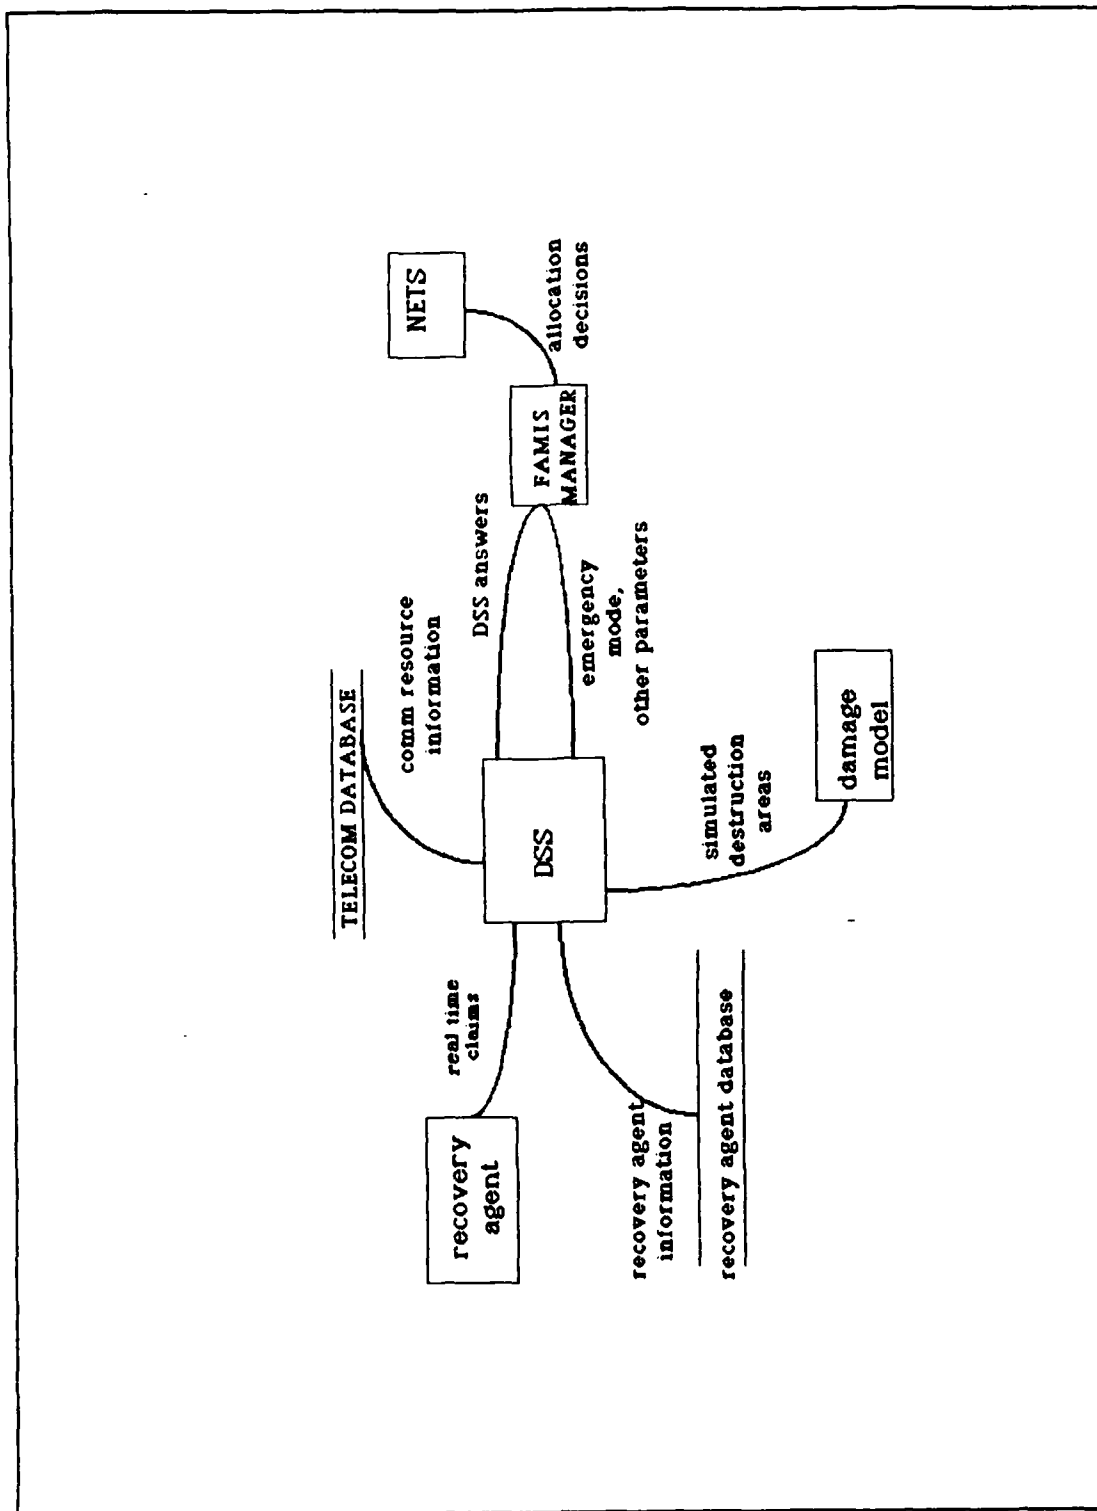 TELECOM DATABASE
comm resource
information
real time
claims
recovery
agent
DSS
DSS answers
NETS
FAMIS
MANAGER
allocation
decisions
emergency
mode,
other parameters
recovery agent
information
recovery agent database
simulated
destruction
areas
damage
model